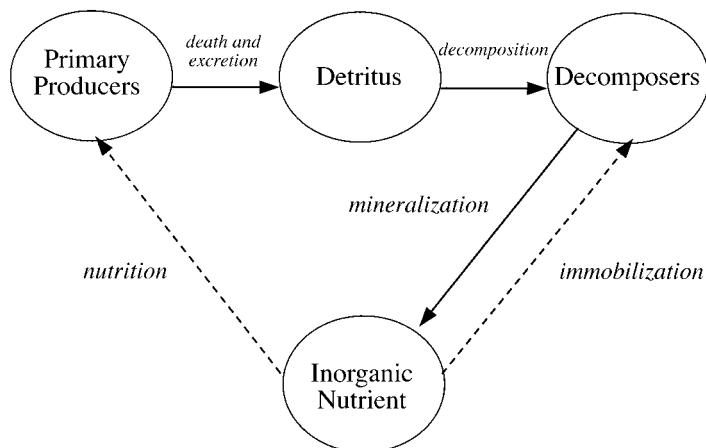 Primary
Producers
death and
excretion
Detritus
decomposition
Decomposers
mineralization
nutrition
immobilization
Inorganic
Nutrient